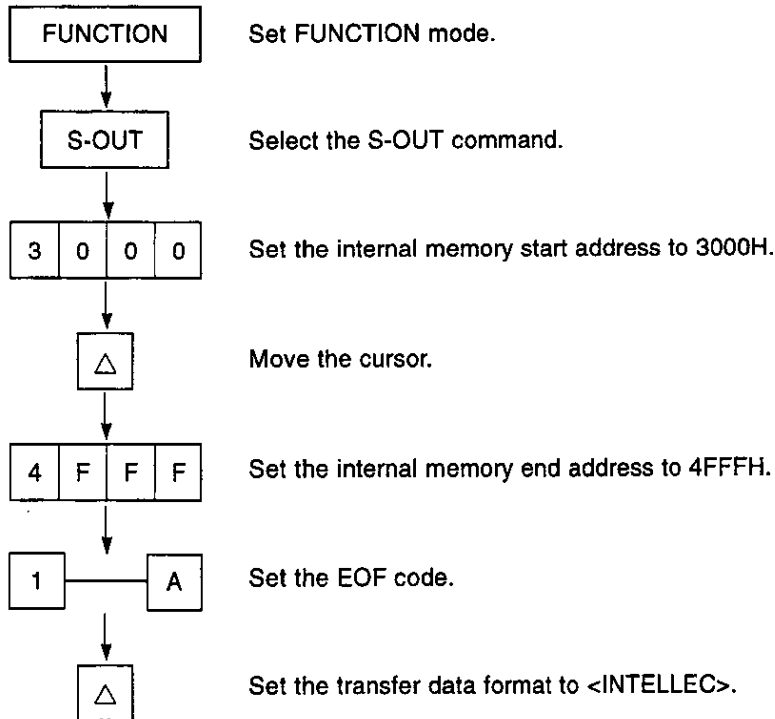 FUNCTION Set FUNCTION mode.
S-OUT Select the S-OUT command.
3 0 0 0 Set the internal memory start address to 3000H.
△ Move the cursor.
4 F F F Set the internal memory end address to 4FFFH.
1 A Set the EOF code.
△ Set the transfer data format to <INTELLEC>.